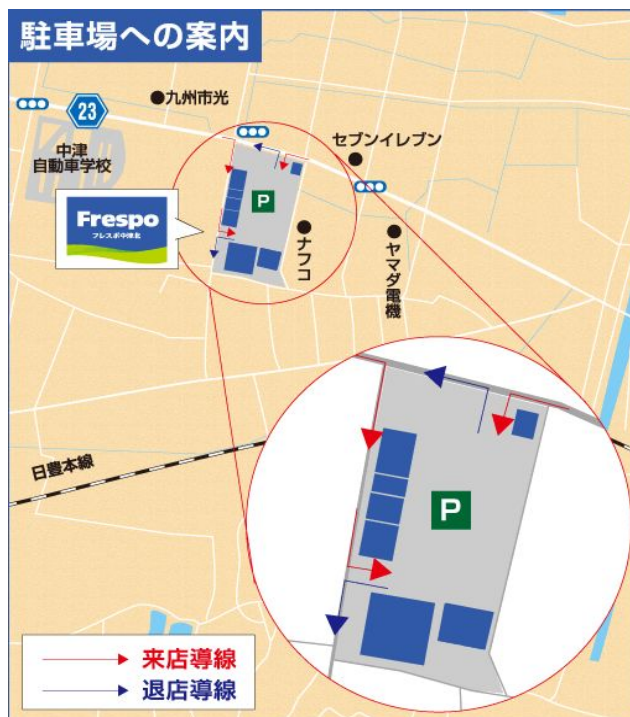 駐車場への案内
23
九州市光
中津
自動車学校
セブンイレブン
Frespo
フレスポ中津北
P
ナフコ
ヤマダ電機
日豊本線
P
来店導線
退店導線